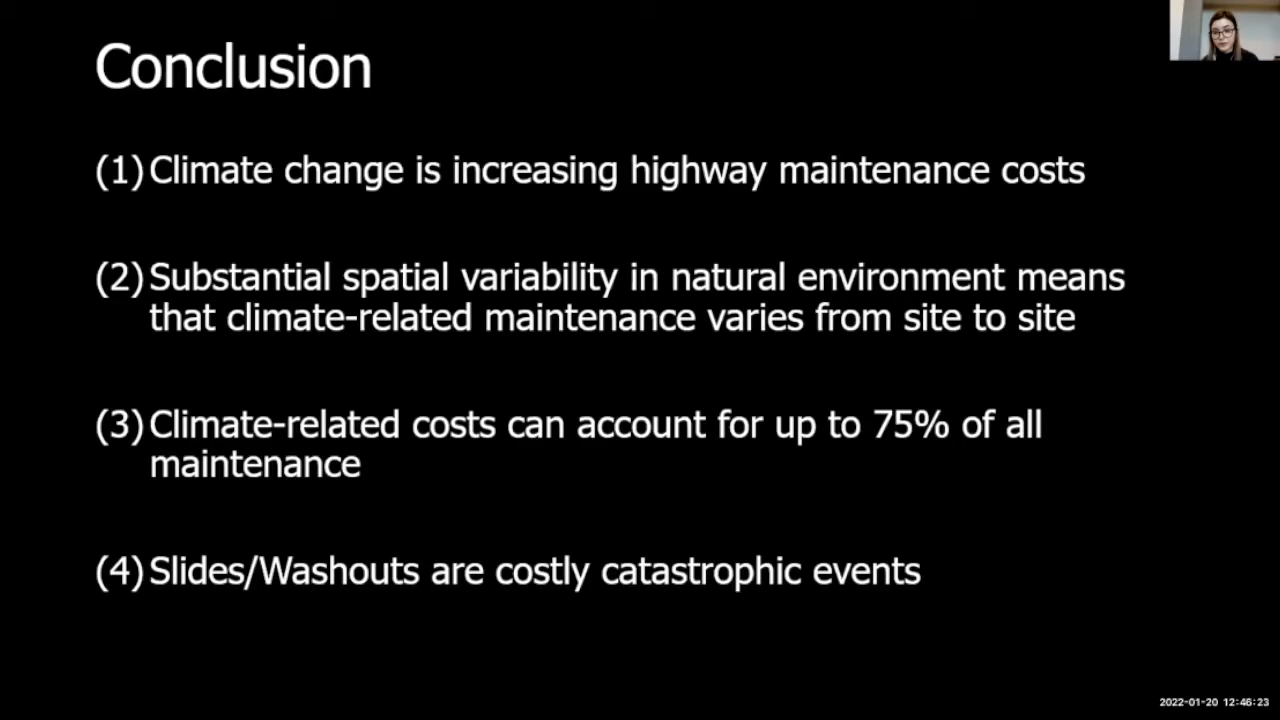 Conclusion
(1) Climate change is increasing highway maintenance costs
(2) Substantial spatial variability in natural environment means
that climate-related maintenance varies from site to site
(3) Climate-related costs can account for up to 75% of all
maintenance
(4) Slides/Washouts are costly catastrophic events
2022-01-20 12:46:23